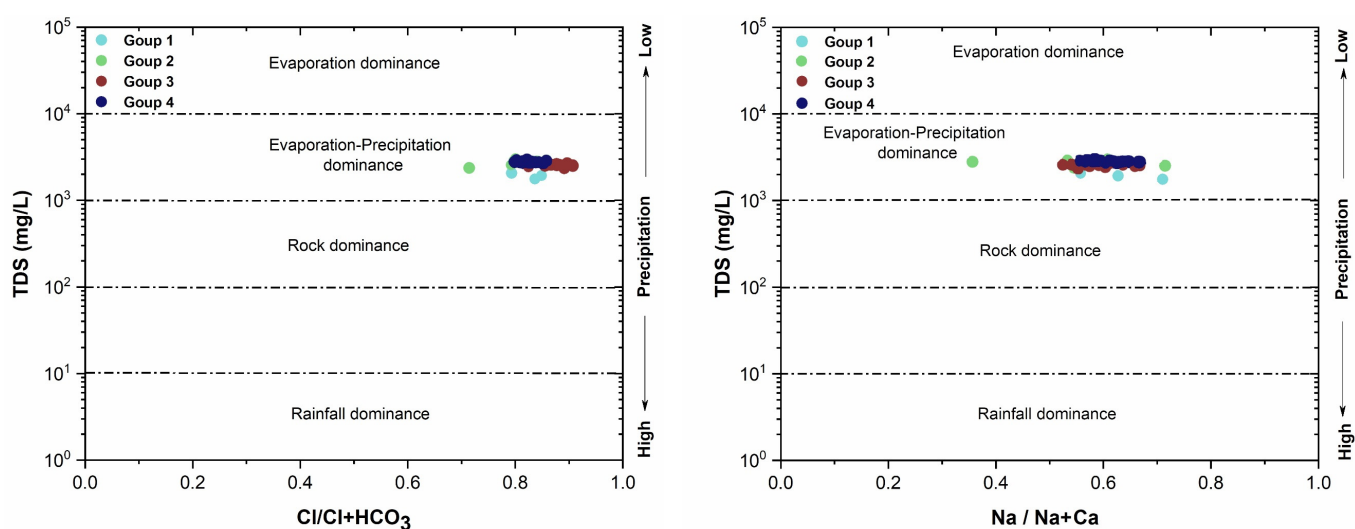 10⁵
10⁴
10³
10²
10¹
10⁰
TDS (mg/L)
Goup 1
Goup 2
Goup 3
Goup 4
Evaporation dominance
Evaporation-Precipitation
dominance
Rock dominance
Rainfall dominance
0.0 0.2 0.4 0.6 0.8 1.0
Cl/Cl+HCO₃
Low
Precipitation
High
10⁵
10⁴
10³
10²
10¹
10⁰
TDS (mg/L)
Goup 1
Goup 2
Goup 3
Goup 4
Evaporation dominance
Evaporation-Precipitation
dominance
Rock dominance
Rainfall dominance
0.0 0.2 0.4 0.6 0.8 1.0
Na / Na+Ca
Low
Precipitation
High